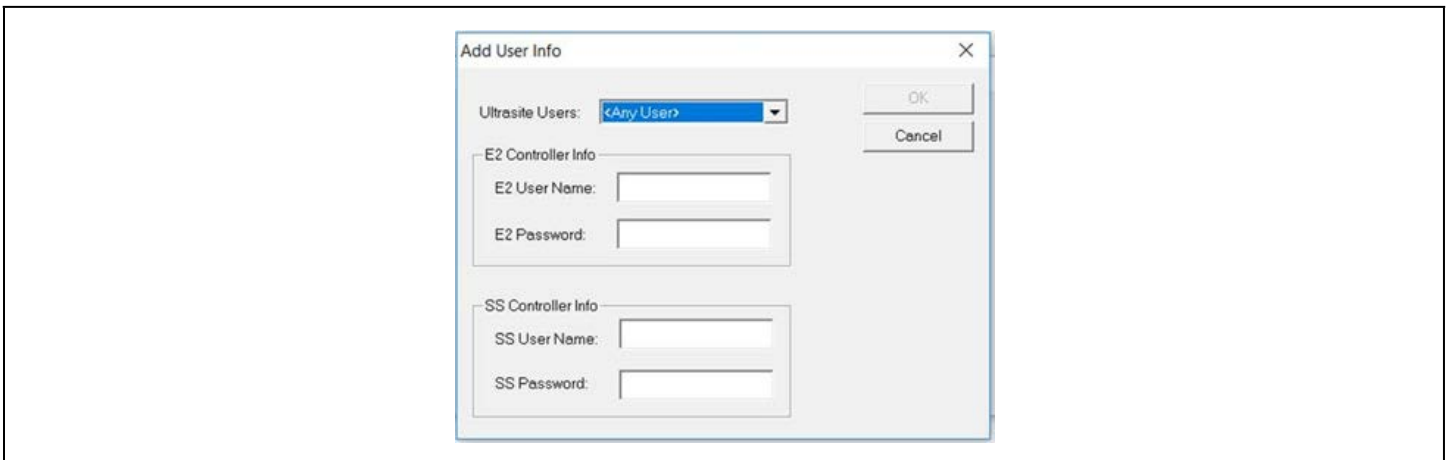 Add User Info
OK
Ultrasite Users: <Any User>
Cancel
E2 Controller Info
E2 User Name:
E2 Password:
SS Controller Info
SS User Name:
SS Password: